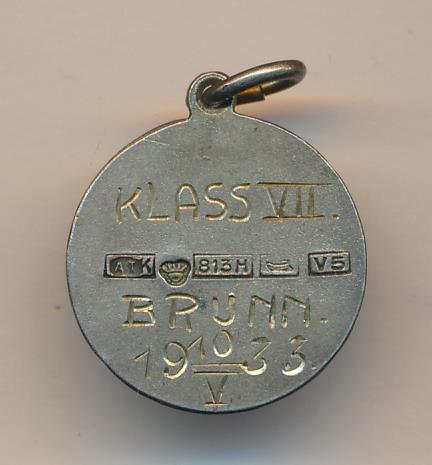 KLASS VII.
ATK 813H V5
BRUNN.
19 10/V 33.